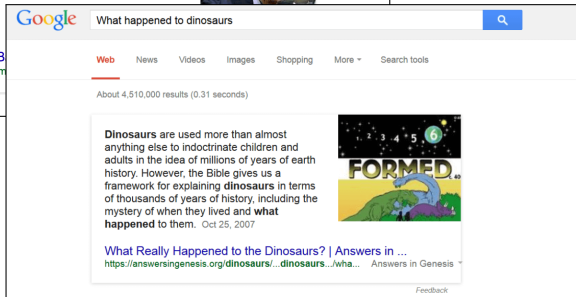 Google What happened to dinosaurs
Web News Videos Images Shopping More Search tools
About 4,510,000 results (0.31 seconds)
Dinosaurs are used more than almost
anything else to indoctrinate children and
adults in the idea of millions of years of earth
history. However, the Bible gives us a
framework for explaining dinosaurs in terms
of thousands of years of history, including the
mystery of when they lived and what
happened to them. Oct 25, 2007
1 2 3 4 5 6
FORMED
What Really Happened to the Dinosaurs? | Answers in ...
https://answersingenesis.org/dinosaurs/...dinosaurs.../wha... Answers in Genesis
Feedback